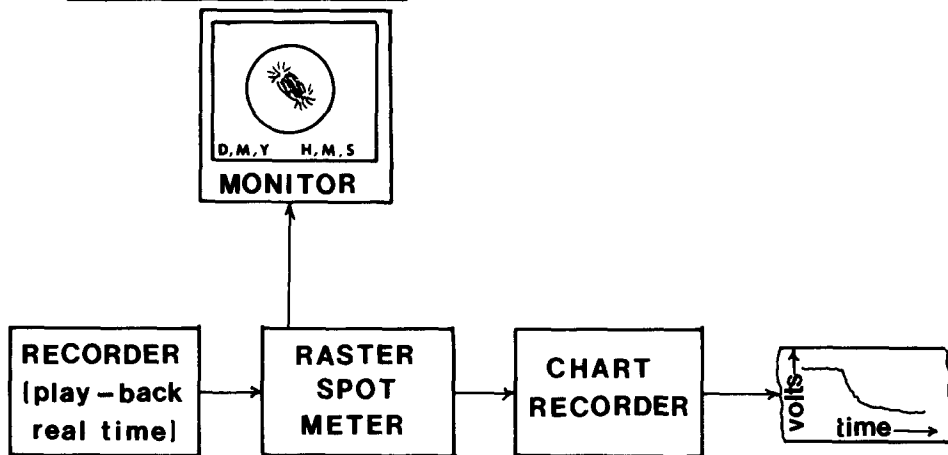 D,M,Y H,M,S
MONITOR
RECORDER
(play-back
real time)
RASTER
SPOT
METER
CHART
RECORDER
volts
time